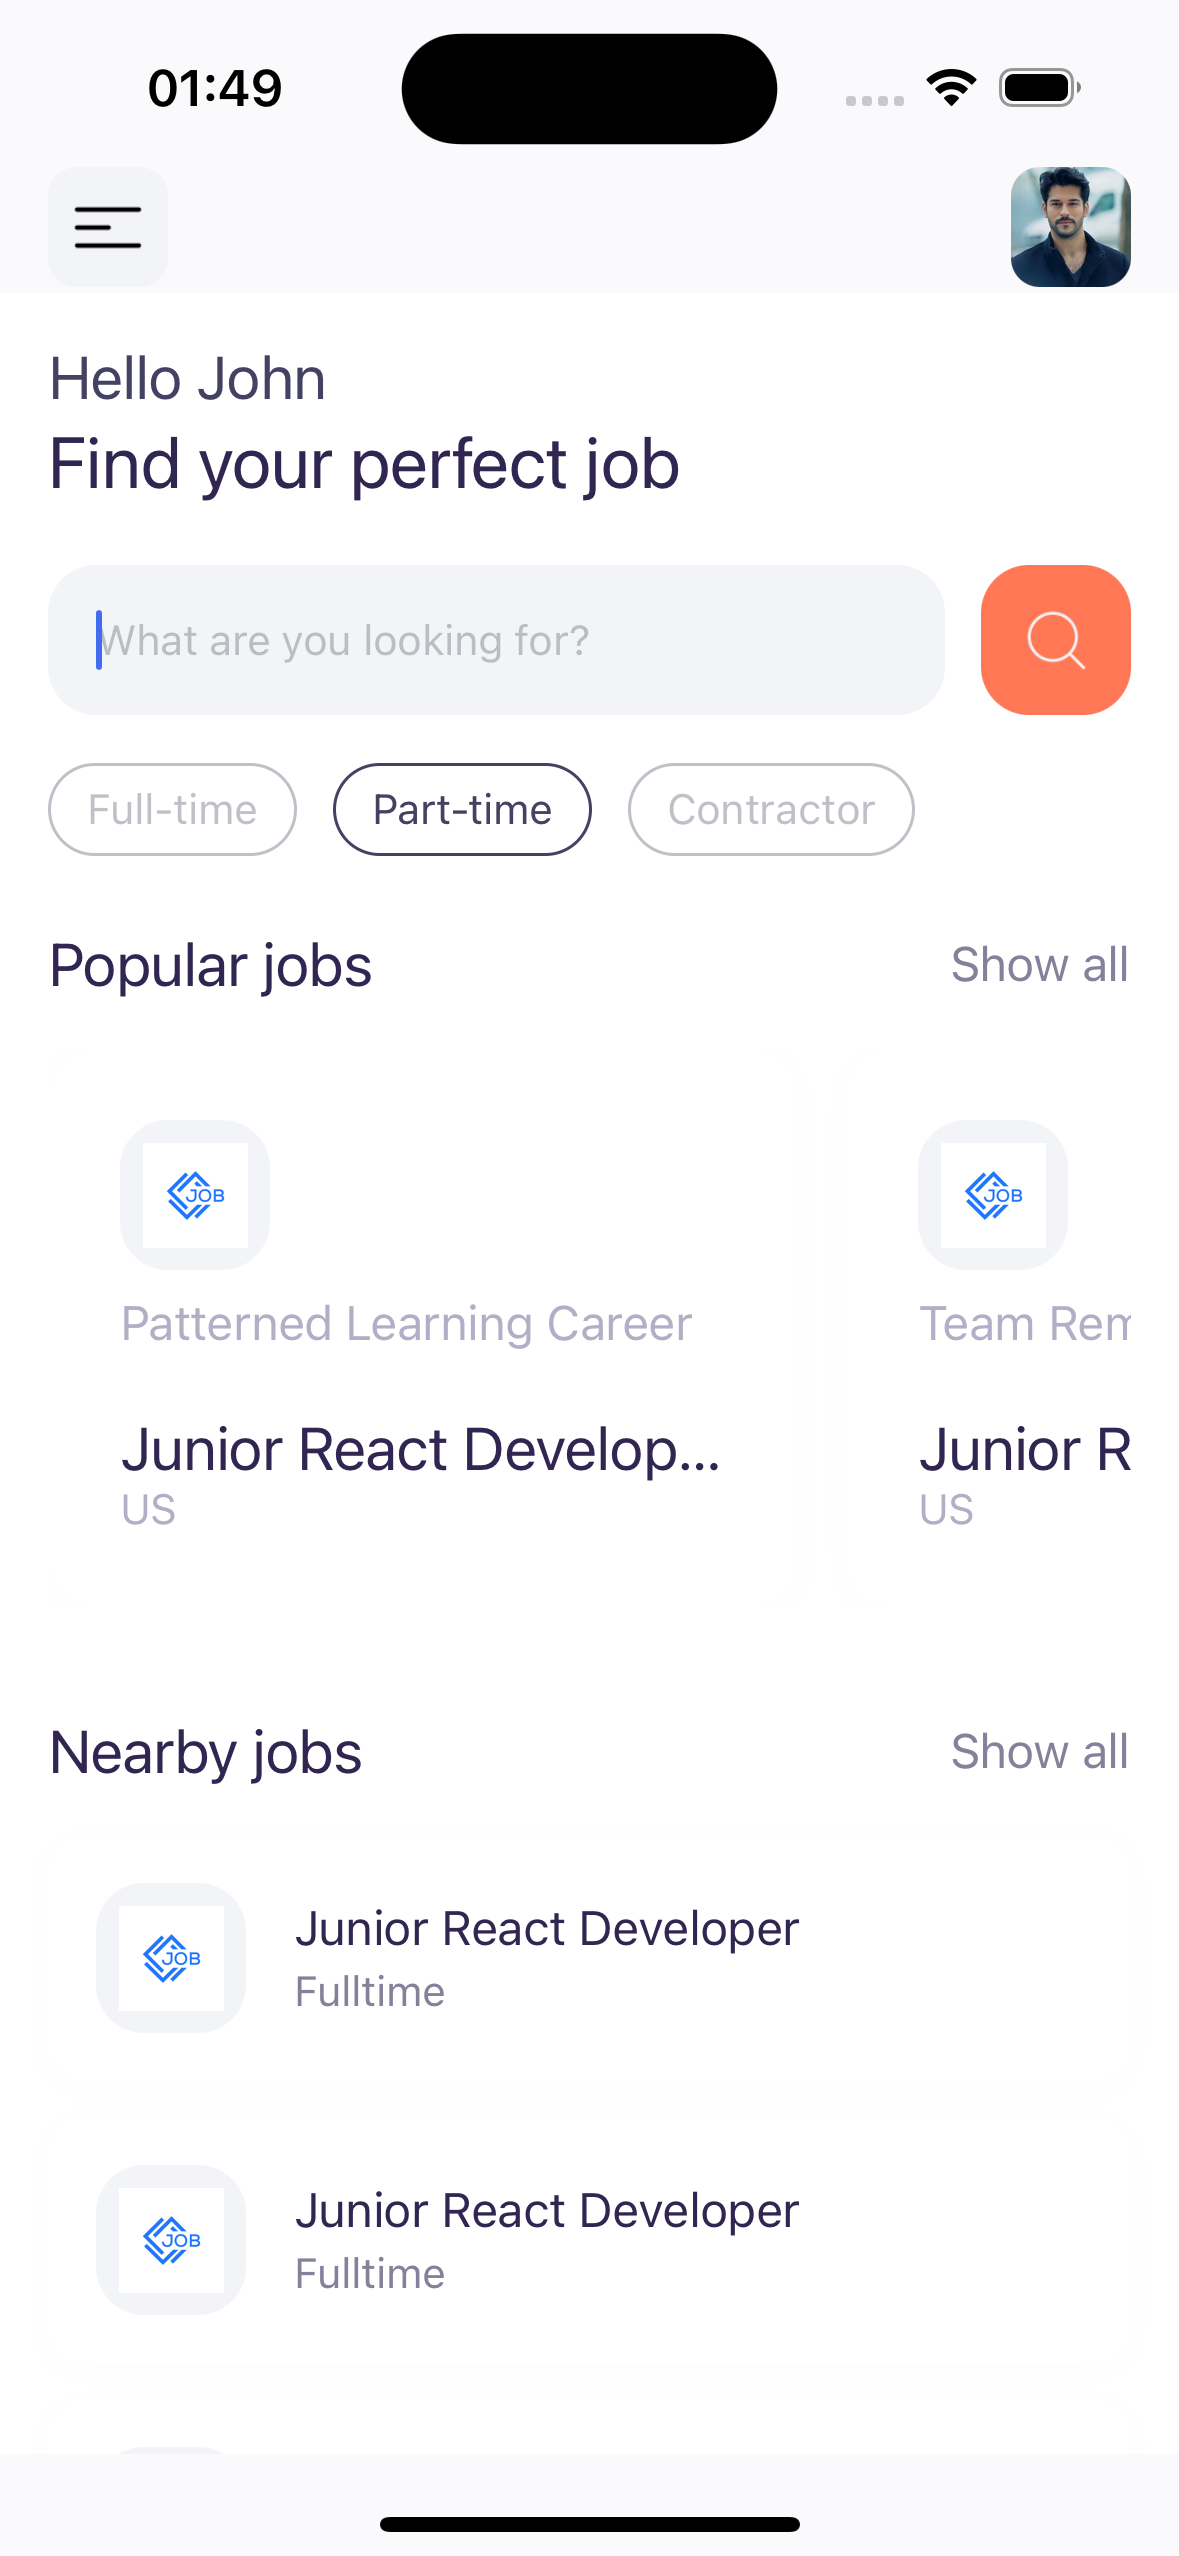 01:49
Hello John
Find your perfect job
What are you looking for?
Full-time
Part-time
Contractor
Popular jobs
Show all
JOB
Patterned Learning Career
Junior React Develop...
US
JOB
Team Rem
Junior R
US
Nearby jobs
Show all
JOB
Junior React Developer
Fulltime
JOB
Junior React Developer
Fulltime